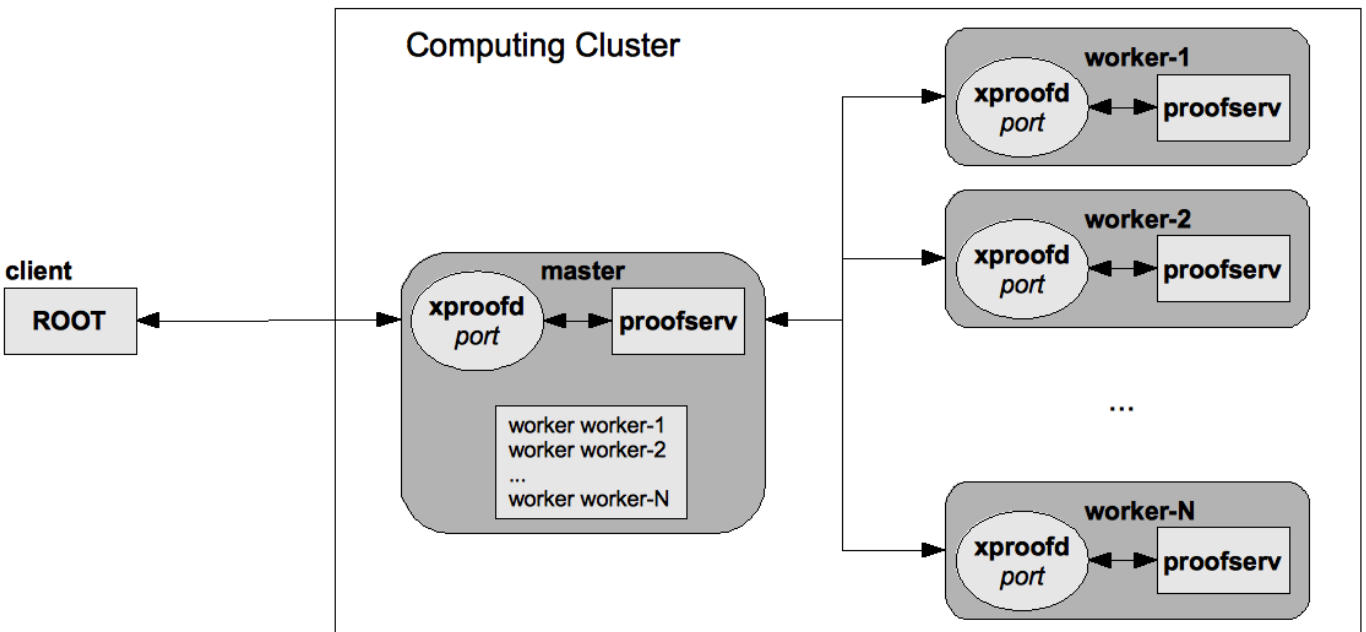 Computing Cluster
client
ROOT
master
xproofd
port
proofserv
worker worker-1
worker worker-2
...
worker worker-N
worker-1
xproofd
port
proofserv
worker-2
xproofd
port
proofserv
...
worker-N
xproofd
port
proofserv